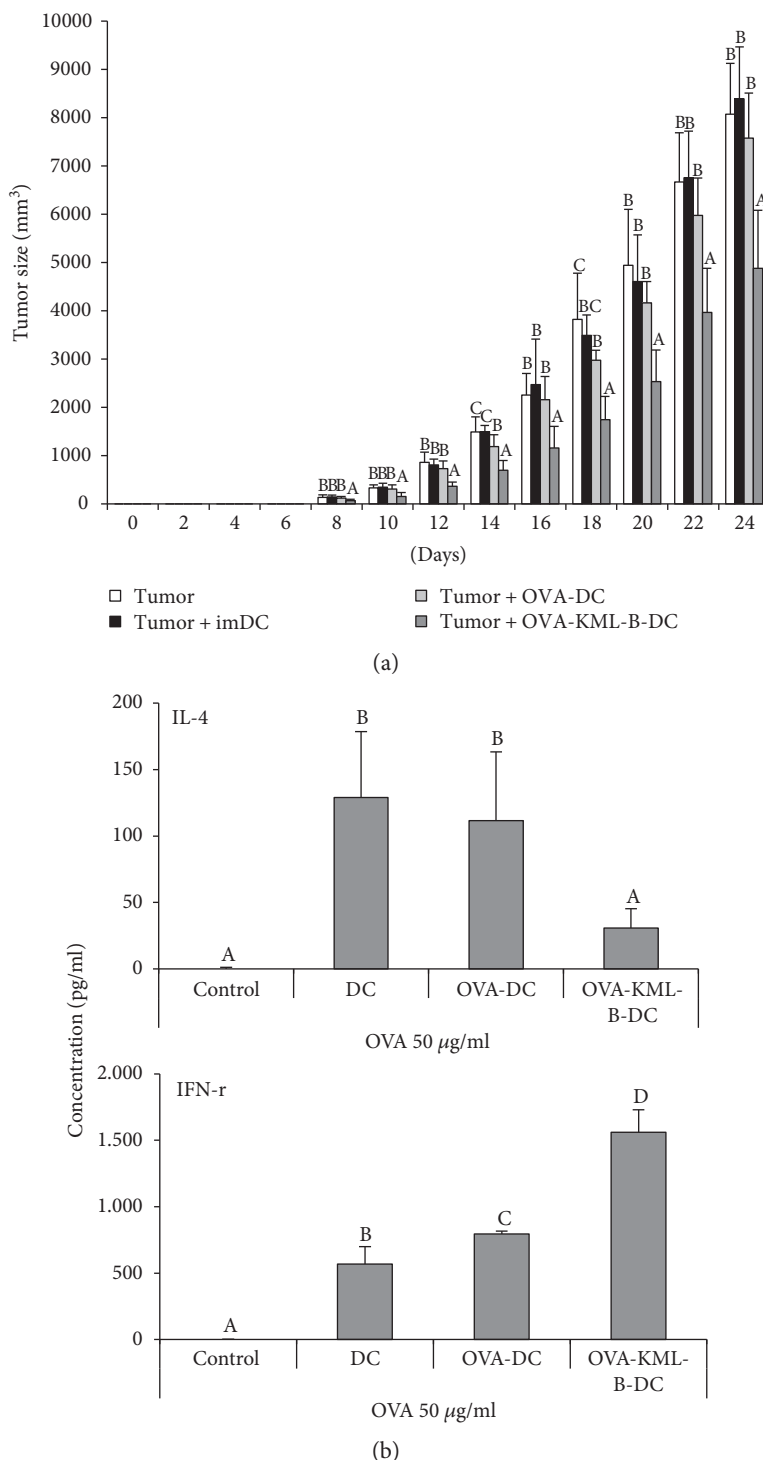 10000
9000
8000
7000
6000
5000
4000
3000
2000
1000
0
Tumor size (mm³)
BBB A
BBB A
B B B A
C C B A
B B B A
C BC B A
B B B A
B B B A
B B B A
0 2 4 6 8 10 12 14 16 18 20 22 24
(Days)
Tumor
Tumor + OVA-DC
Tumor + imDC
Tumor + OVA-KML-B-DC
(a)
Concentration (pg/ml)
200
150
100
50
0
IL-4
A B B A
Control DC OVA-DC OVA-KML-
B-DC
OVA 50 μg/ml
2.000
1.500
1.000
500
0
IFN-r
A B C D
Control DC OVA-DC OVA-KML-
B-DC
OVA 50 μg/ml
(b)